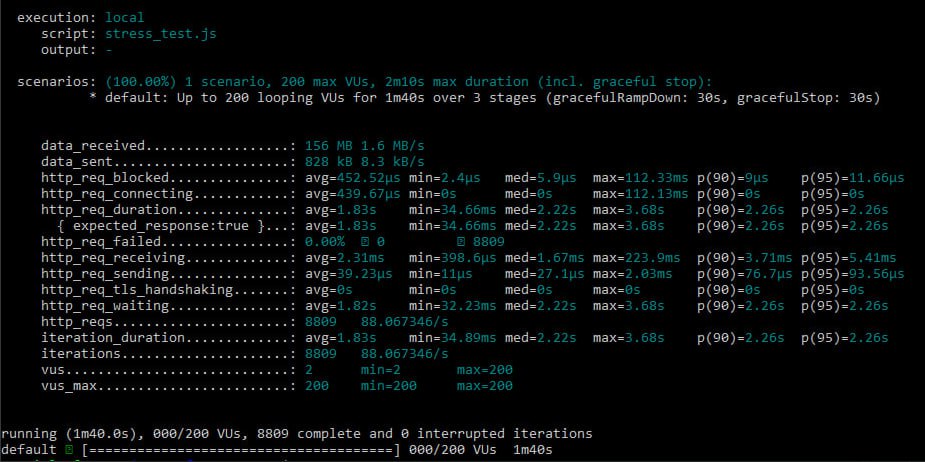 execution: local
script: stress_test.js
output: -
scenarios: (100.00%) 1 scenario, 200 max VUs, 2m10s max duration (incl. graceful stop):
* default: Up to 200 looping VUs for 1m40s over 3 stages (gracefulRampDown: 30s, gracefulStop: 30s)
data_received..................: 156 MB 1.6 MB/s
data_sent......................: 828 kB 8.3 kB/s
http_req_blocked...............: avg=452.52µs min=2.4µs med=5.9µs max=112.33ms p(90)=9µs p(95)=11.66µs
http_req_connecting............: avg=439.67µs min=0s med=0s max=112.13ms p(90)=0s p(95)=0s
http_req_duration..............: avg=1.83s min=34.66ms med=2.22s max=3.68s p(90)=2.26s p(95)=2.26s
{ expected_response:true }...: avg=1.83s min=34.66ms med=2.22s max=3.68s p(90)=2.26s p(95)=2.26s
http_req_failed................: 0.00% 0 8809
http_req_receiving.............: avg=2.31ms min=398.6µs med=1.67ms max=223.9ms p(90)=3.71ms p(95)=5.41ms
http_req_sending...............: avg=39.23µs min=11µs med=27.1µs max=2.03ms p(90)=76.7µs p(95)=93.56µs
http_req_tls_handshaking.......: avg=0s min=0s med=0s max=0s p(90)=0s p(95)=0s
http_req_waiting...............: avg=1.82s min=32.23ms med=2.22s max=3.68s p(90)=2.26s p(95)=2.26s
http_reqs......................: 8809 88.067346/s
iteration_duration.............: avg=1.83s min=34.89ms med=2.22s max=3.68s p(90)=2.26s p(95)=2.26s
iterations.....................: 8809 88.067346/s
vus............................: 2 min=2 max=200
vus_max........................: 200 min=200 max=200
running (1m40.0s), 000/200 VUs, 8809 complete and 0 interrupted iterations
default [======================================] 000/200 VUs 1m40s